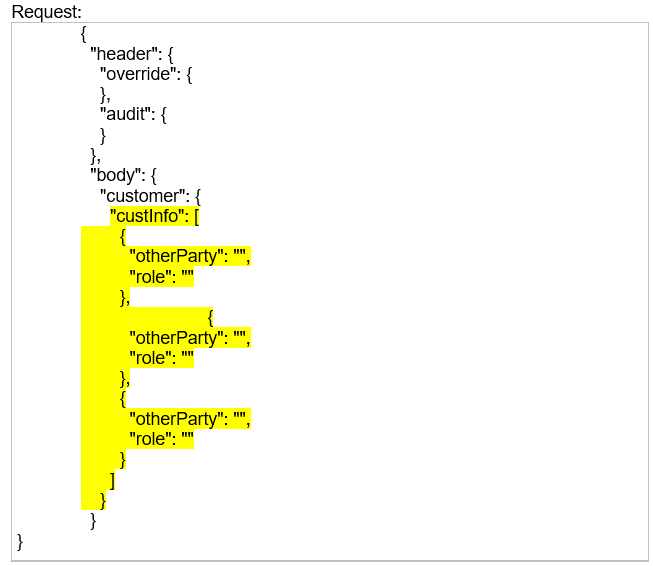 Request:
{
"header": {
"override": {
},
"audit": {
}
},
"body": {
"customer": {
"custInfo": [
{
"otherParty": "",
"role": ""
},
{
"otherParty": "",
"role": ""
},
{
"otherParty": "",
"role": ""
}
]
}
}
}